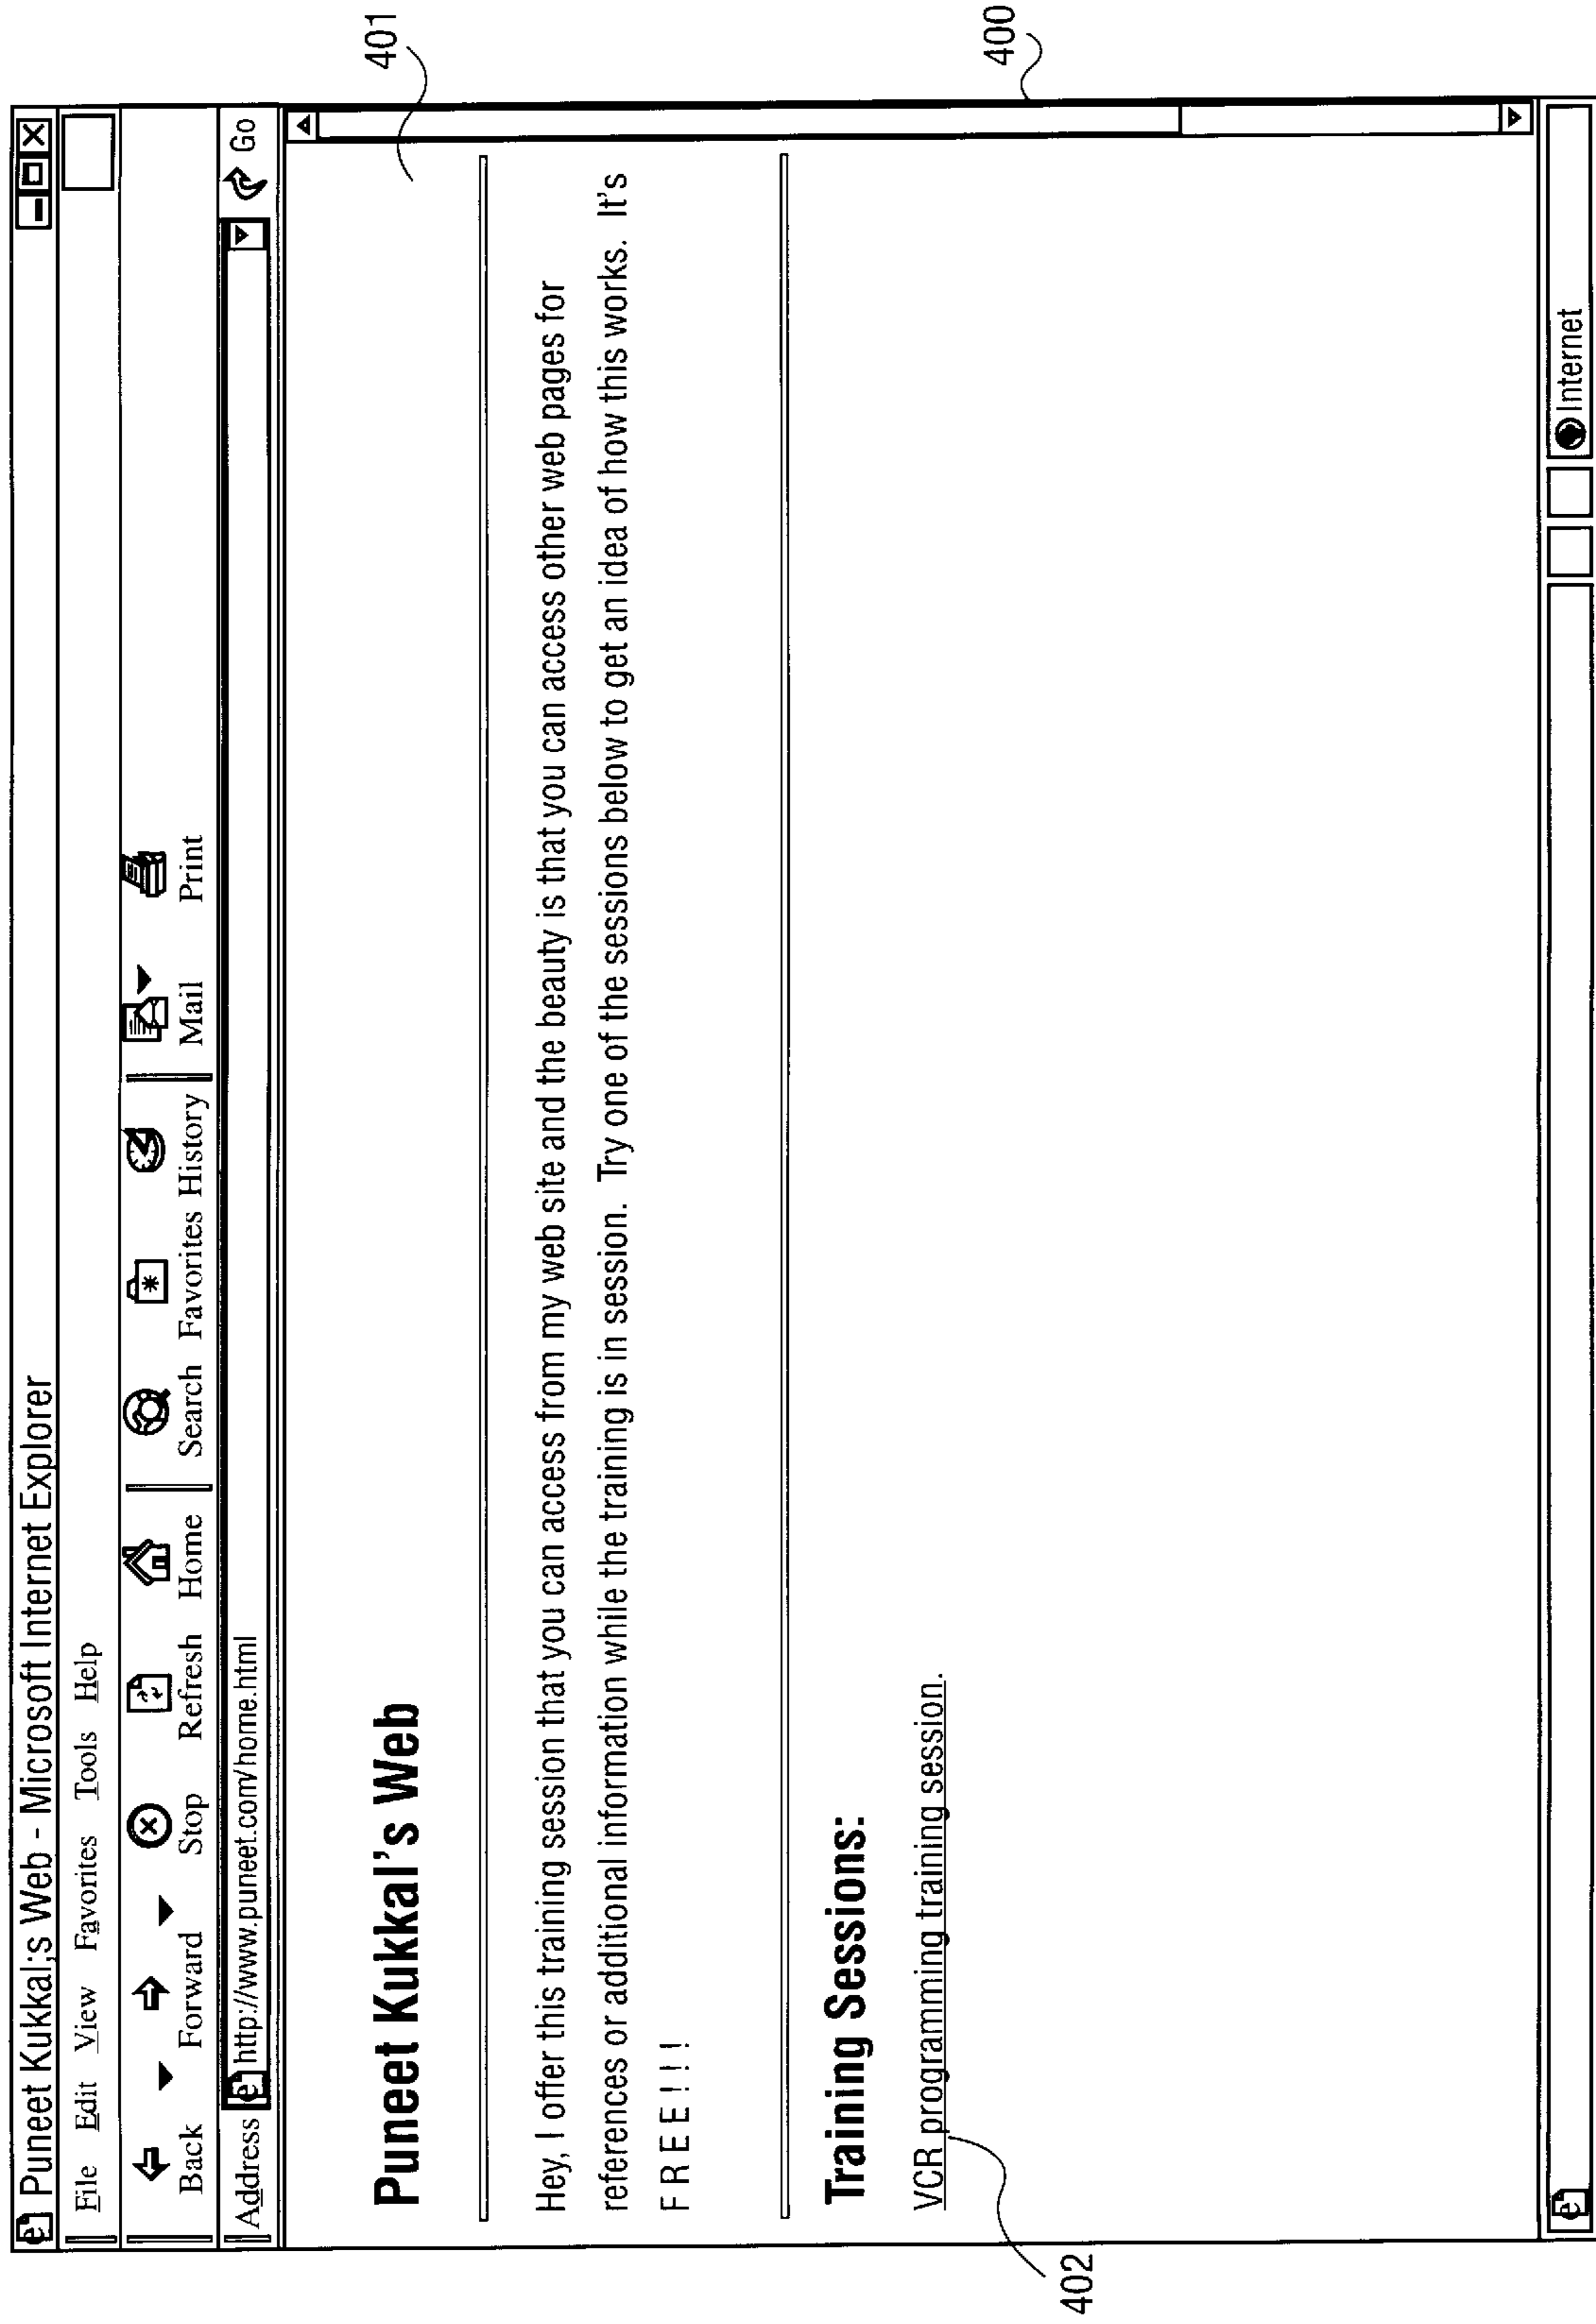 Puneet Kukkal;s Web - Microsoft Internet Explorer
File Edit View Favorites Tools Help
Back Forward Stop Refresh Home Search Favorites History Mail Print
Address http://www.puneet.com/home.html Go
401
Puneet Kukkal's Web
Hey, I offer this training session that you can access from my web site and the beauty is that you can access other web pages for
references or additional information while the training is in session. Try one of the sessions below to get an idea of how this works. It's
F R E E ! ! !
Training Sessions:
VCR programming training session.
402
400
Internet